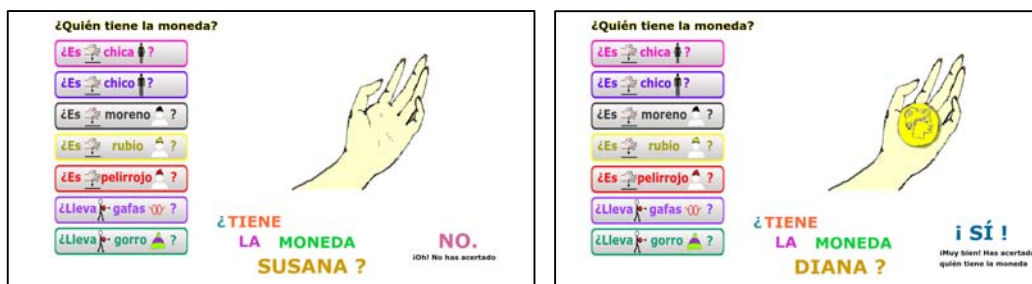 ¿Quién tiene la moneda?
¿Es chica ?
¿Es chico ?
¿Es moreno ?
¿Es rubio ?
¿Es pelirrojo ?
¿Lleva gafas ?
¿Lleva gorro ?
¿TIENE
LA MONEDA
SUSANA ?
NO.
¡Oh! No has acertado
¿Quién tiene la moneda?
¿Es chica ?
¿Es chico ?
¿Es moreno ?
¿Es rubio ?
¿Es pelirrojo ?
¿Lleva gafas ?
¿Lleva gorro ?
¿TIENE
LA MONEDA
DIANA ?
¡ SÍ !
¡Muy bien! Has acertado
quién tiene la moneda